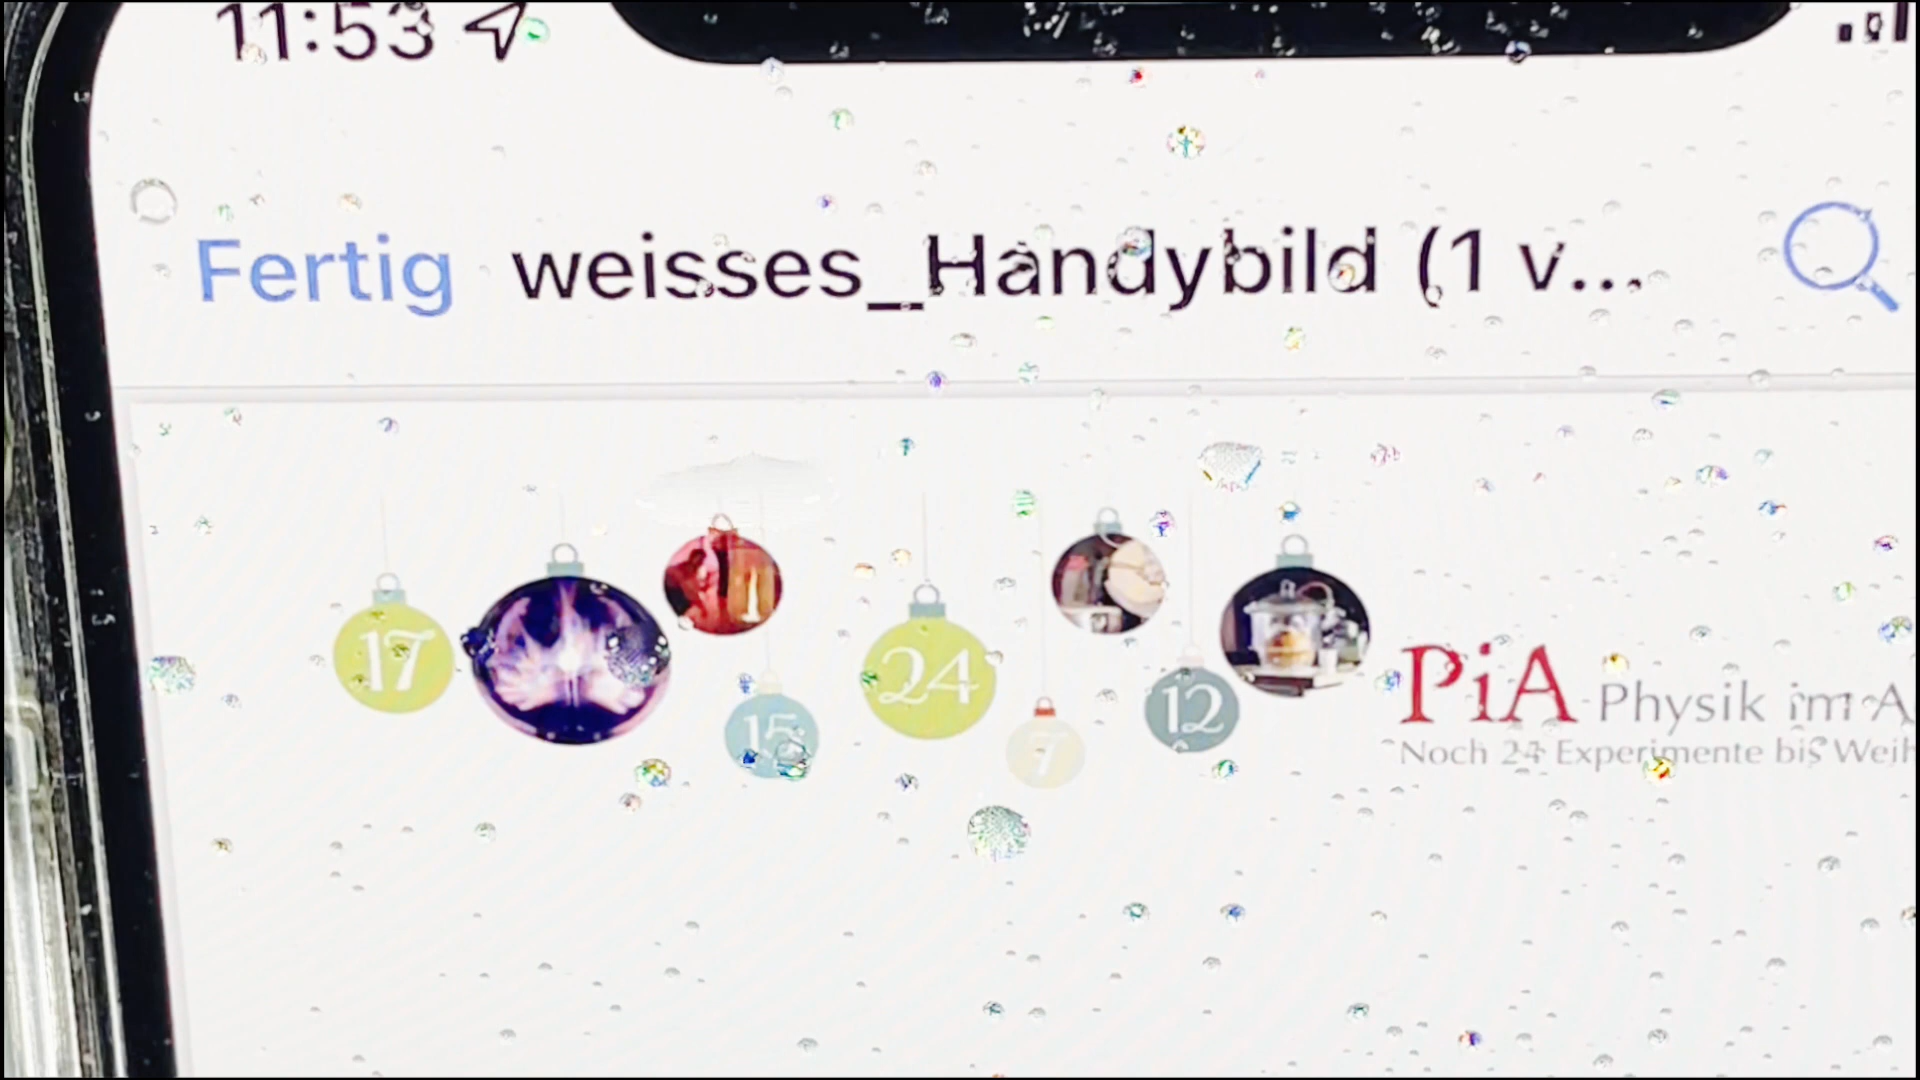 11:53
Fertig weisses_Handybild (1 v...
17
24
15
7
12
PiA Physik im A
Noch 24 Experimente bis Weih